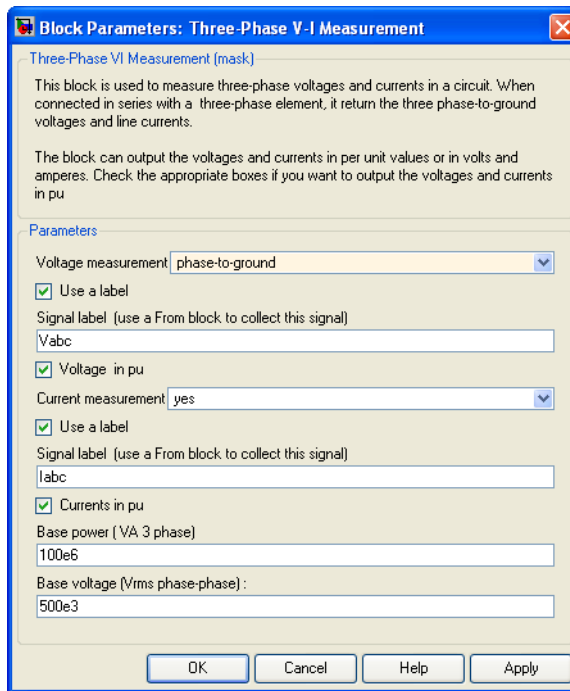 Block Parameters: Three-Phase V-I Measurement
Three-Phase VI Measurement (mask)
This block is used to measure three-phase voltages and currents in a circuit. When
connected in series with a  three-phase element, it return the three phase-to-ground
voltages and line currents.
The block can output the voltages and currents in per unit values or in volts and
amperes. Check the appropriate boxes if you want to output the voltages and currents
in pu
Parameters
Voltage measurement phase-to-ground
Use a label
Signal label  (use a From block to collect this signal)
Vabc
Voltage  in pu
Current measurement yes
Use a label
Signal label  (use a From block to collect this signal)
Iabc
Currents in pu
Base power ( VA 3 phase)
100e6
Base voltage (Vrms phase-phase) :
500e3
OK Cancel Help Apply